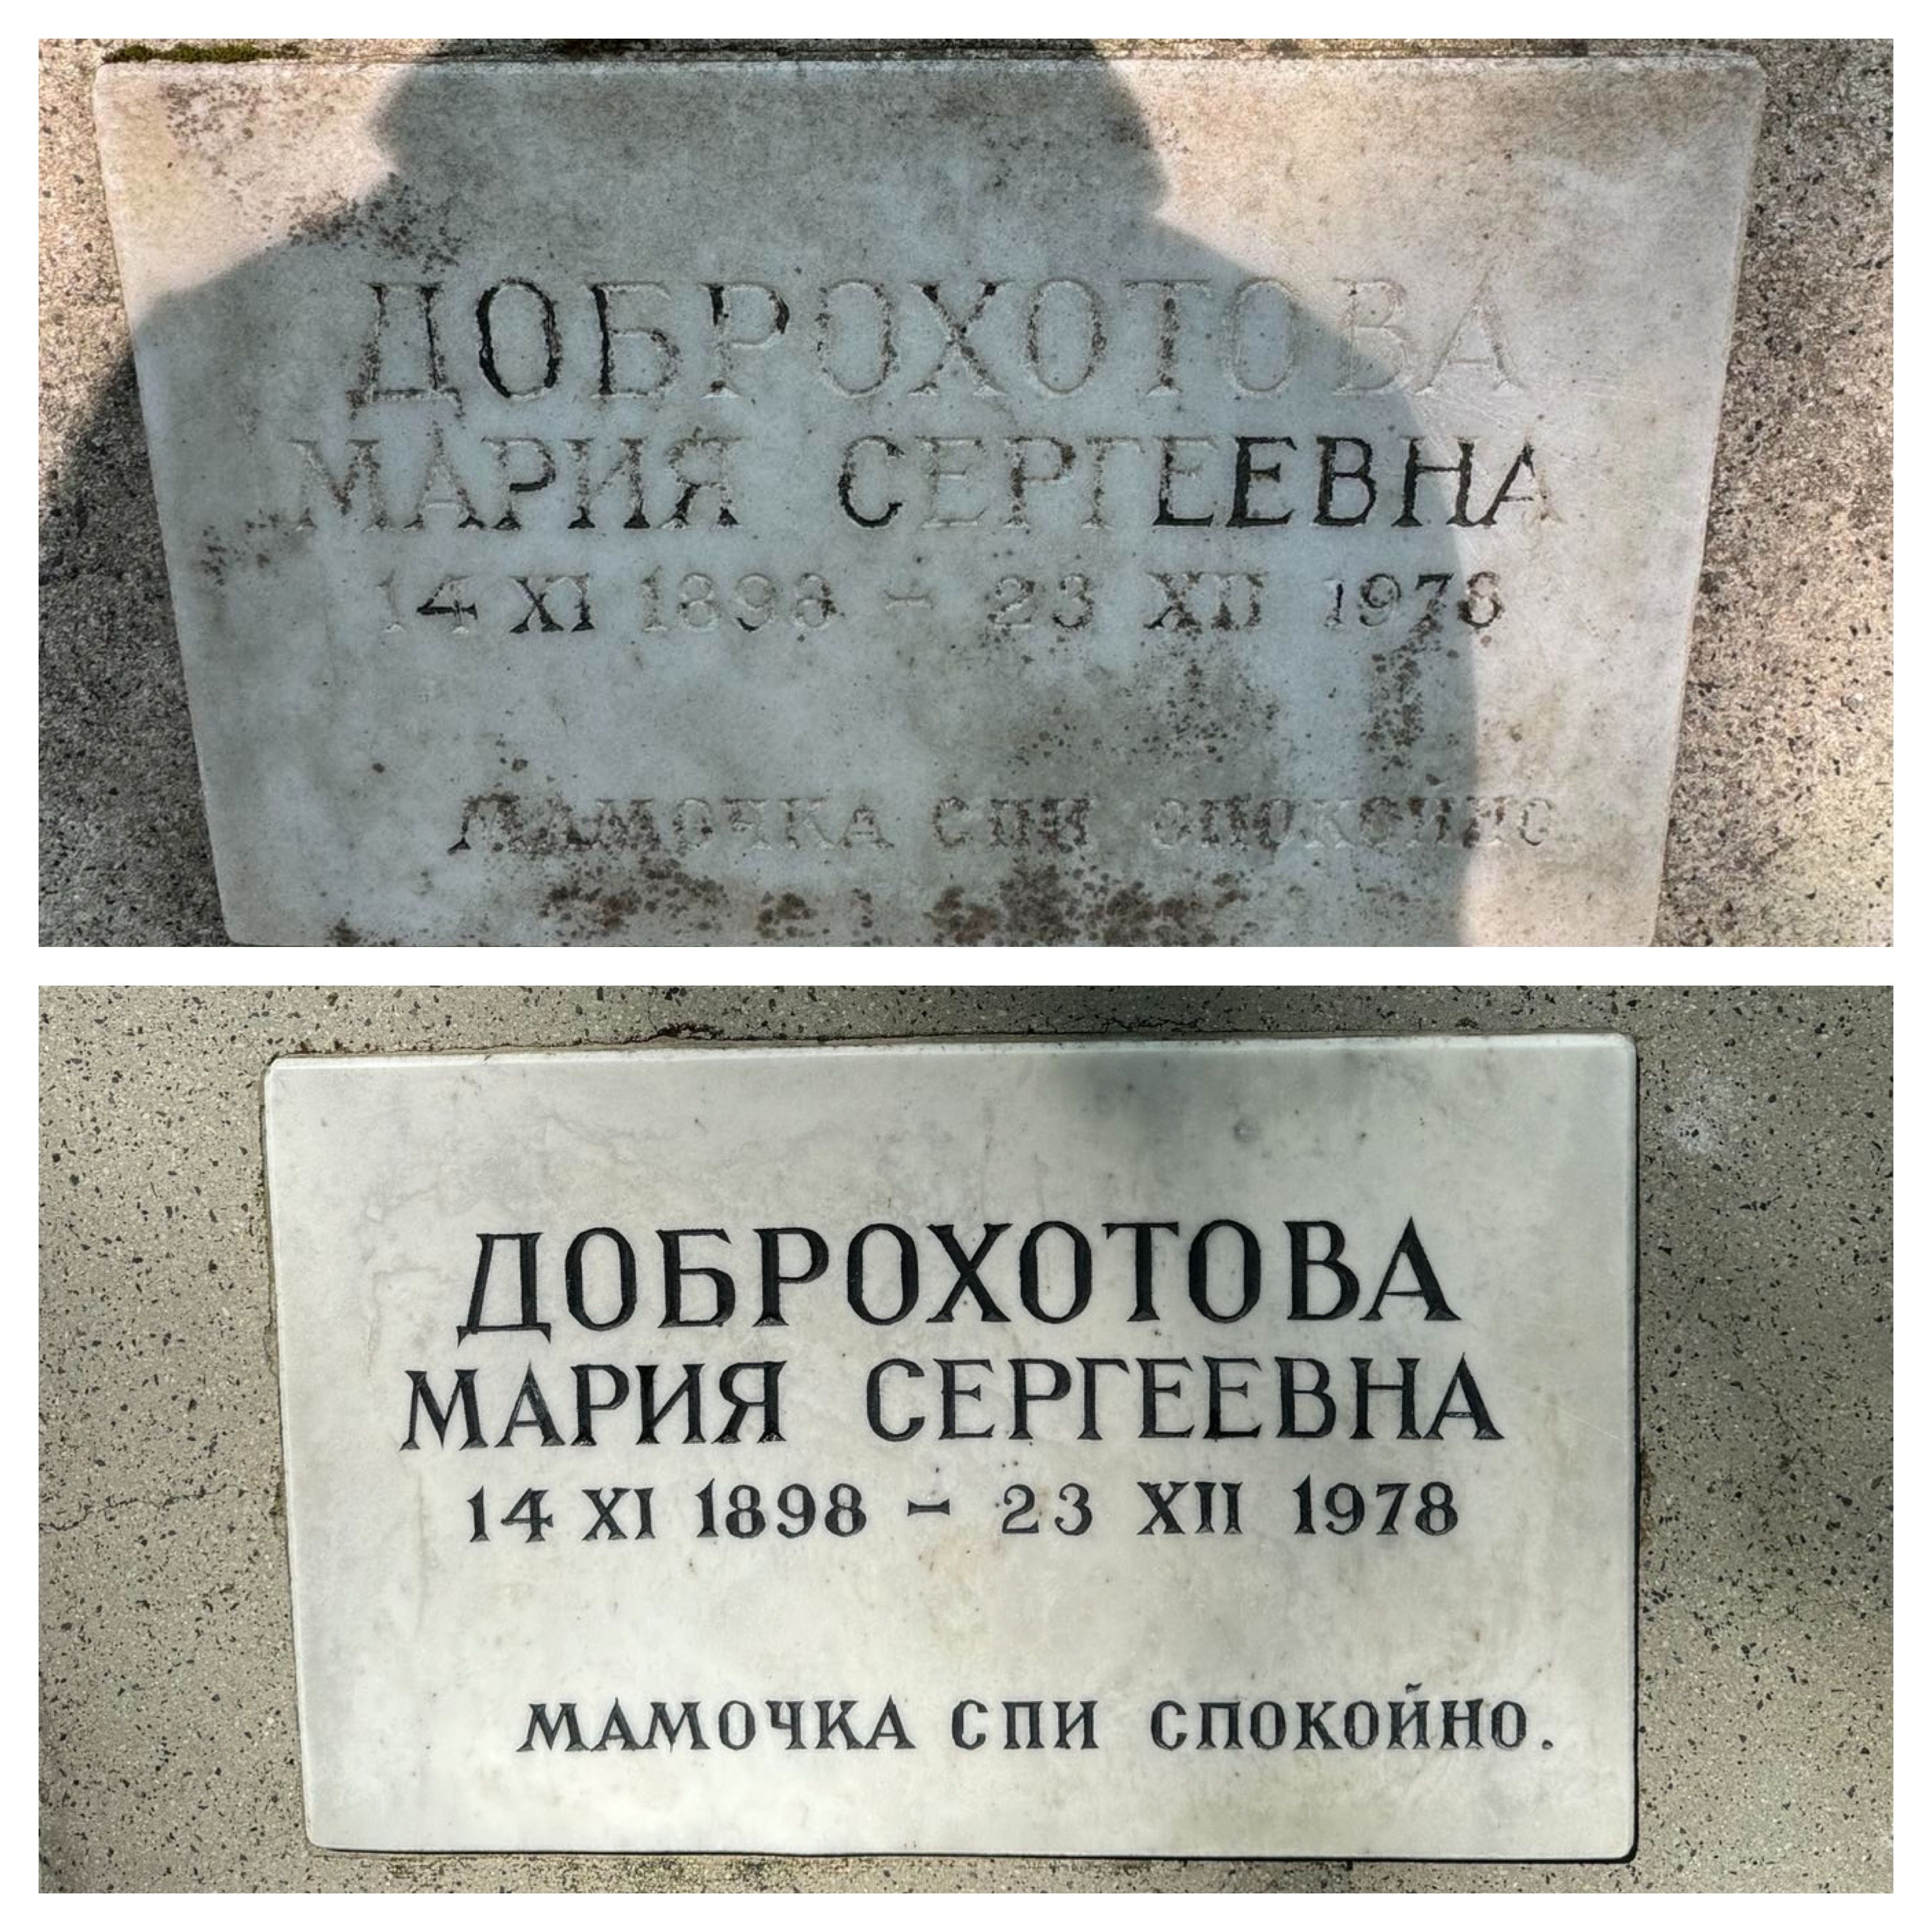 ДОБРОХОТОВА
МАРИЯ СЕРГЕЕВНА
14 XI 1898 - 23 XII 1978
МАМОЧКА СПИ СПОКОЙНО
ДОБРОХОТОВА
МАРИЯ СЕРГЕЕВНА
14 XI 1898 - 23 XII 1978
МАМОЧКА СПИ СПОКОЙНО.